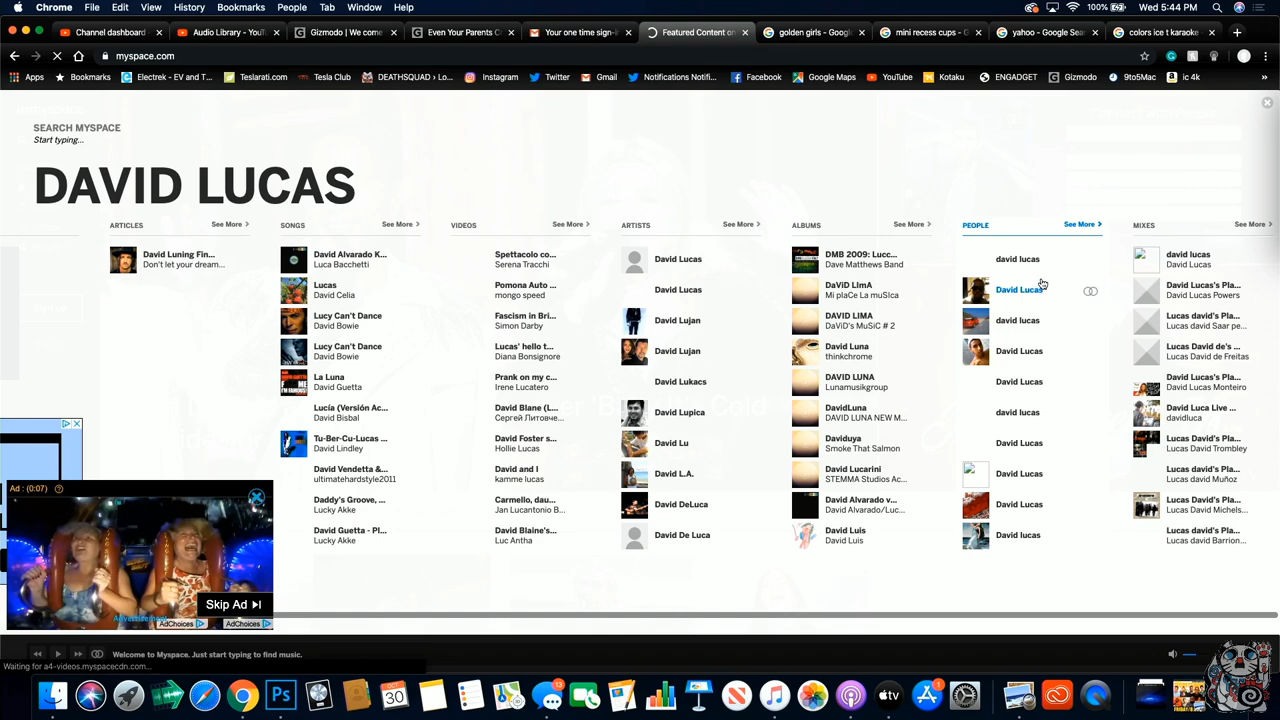 Chrome File Edit View History Bookmarks People Tab Window Help 100% Wed 5:44 PM
Channel dashboard Audio Library - YouT Gizmodo | We come Even Your Parents C Your one time sign-i Featured Content on golden girls - Googl mini recess cups - G yahoo - Google Sea colors ice t karaoke
myspace.com
Apps Bookmarks Electrek - EV and T... Teslarati.com Tesla Club DEATHSQUAD > Lo... Instagram Twitter Gmail Notifications Notifi... Facebook Google Maps YouTube Kotaku ENGADGET Gizmodo 9to5Mac ic 4k
SEARCH MYSPACE
Start typing...
DAVID LUCAS
ARTICLES See More
David Luning Fin...
Don't let your dream...
SONGS See More
David Alvarado K...
Luca Bacchetti
Lucas
David Celia
Lucy Can't Dance
David Bowie
Lucy Can't Dance
David Bowie
La Luna
David Guetta
Lucía (Versión Ac...
David Bisbal
Tu-Ber-Cu-Lucas ...
David Lindley
David Vendetta &...
ultimatehardstyle2011
Daddy's Groove, ...
Lucky Akke
David Guetta - Pl...
Lucky Akke
VIDEOS See More
Spettacolo co...
Serena Tracchi
Pomona Auto ...
mongo speed
Fascism in Bri...
Simon Darby
Lucas' hello t...
Diana Bonsignore
Prank on my c...
Irene Lucatero
David Blane (L...
Сергей Литовче...
David Foster s...
Hollie Lucas
David and I
kamme lucas
Carmello, dau...
Jan Lucantonio B...
David Blaine's...
Luc Antha
ARTISTS See More
David Lucas
David Lucas
David Lujan
David Lujan
David Lukacs
David Lupica
David Lu
David L.A.
David DeLuca
David De Luca
ALBUMS See More
DMB 2009: Lucc...
Dave Matthews Band
DaViD LImA
Mi plaCe La muSIca
DAVID LIMA
DaViD's MuSiC # 2
David Luna
thinkchrome
DAVID LUNA
Lunamusikgroup
DavidLuna
DAVID LUNA NEW M...
Daviduya
Smoke That Salmon
David Lucarini
STEMMA Studios Ac...
David Alvarado v...
David Alvarado/Luc...
David Luis
David Luis
PEOPLE See More
david lucas
David Lucas
david lucas
David Lucas
David Lucas
david lucas
David Lucas
David Lucas
David Lucas
David lucas
MIXES See More
david lucas
David Lucas
David Lucas's Pla...
David Lucas Powers
Lucas david's Pla...
Lucas david Saar pe...
Lucas David de's ...
Lucas David de Freitas
Lucas David's Pla...
Lucas David Monteiro
David Luca Live ...
davidluca
Lucas David's Pla...
Lucas David Trombley
Lucas david's Pla...
Lucas david Muñoz
Lucas David's Pla...
Lucas David Michels...
Lucas david's Pla...
Lucas david Barrion...
Ad : (0:07)
Skip Ad
Advertisement
AdChoices AdChoices
Welcome to Myspace. Just start typing to find music.
Waiting for a4-videos.myspacecdn.com...
13
OCT
30
tv
1
FRIDAY